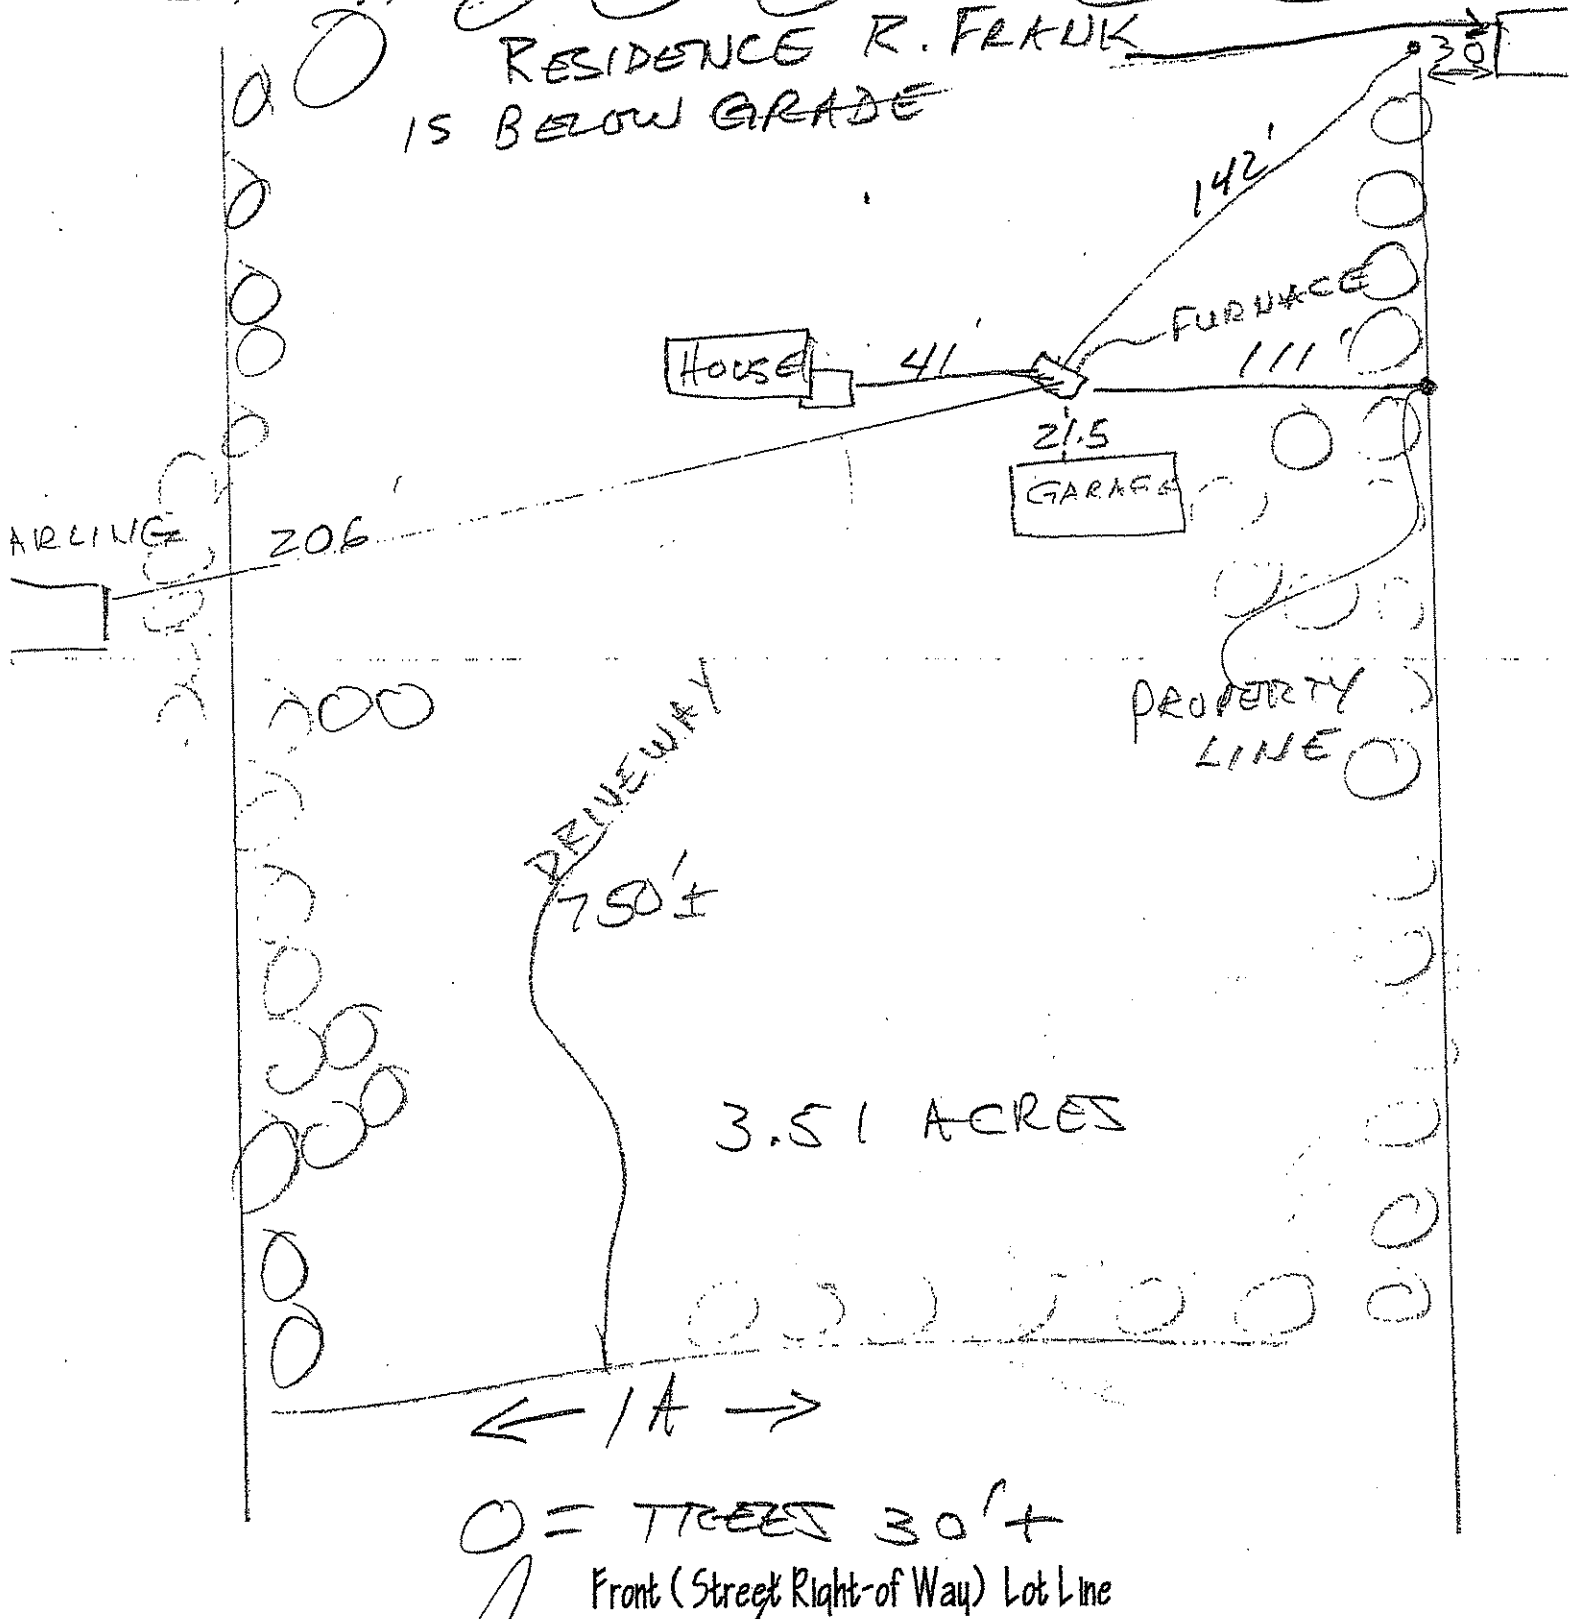 RESIDENCE R. FRANK
IS BELOW GRADE
30'
142'
FURNACE
HOUSE
41'
111'
21.5
GARAGE
ARLING
206'
PROPERTY
LINE
DRIVEWAY
750'±
3.51 ACRES
← 1A →
O = TREES 30'+
Front (Street Right-of Way) Lot Line